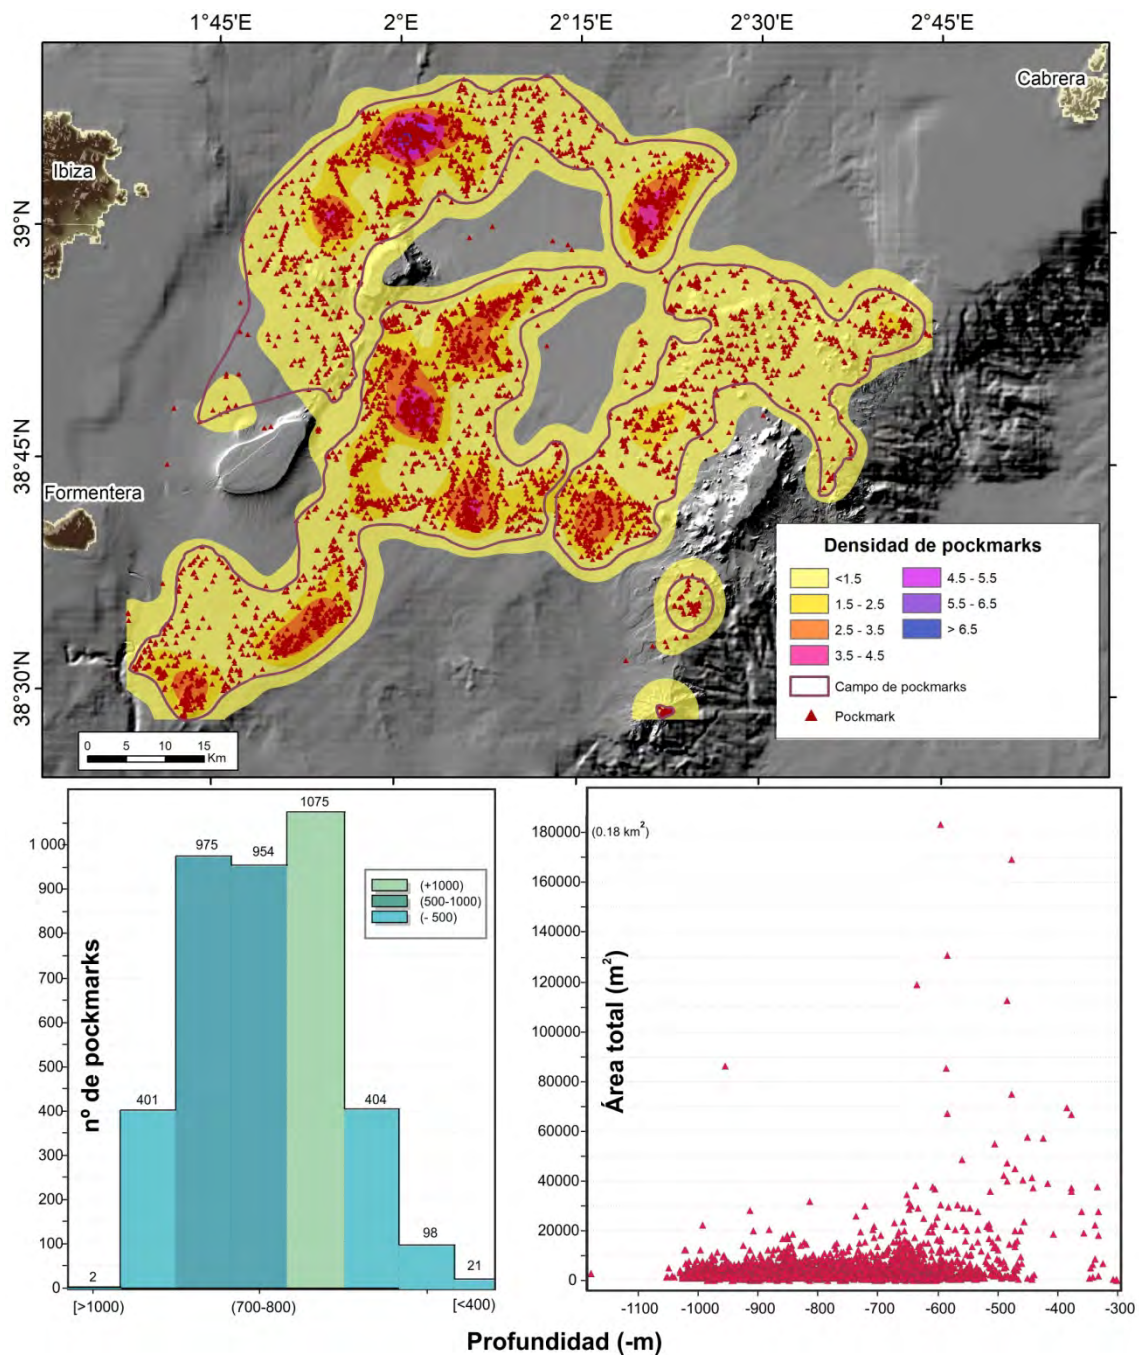 1°45'E 2°E 2°15'E 2°30'E 2°45'E
Cabrera
Ibiza
39°N
38°45'N
Formentera
38°30'N
Densidad de pockmarks
<1.5 4.5 - 5.5
1.5 - 2.5 5.5 - 6.5
2.5 - 3.5 > 6.5
3.5 - 4.5
Campo de pockmarks
Pockmark
0 5 10 15
Km
nº de pockmarks
1 000
900
800
700
600
500
400
300
200
100
0
2
401
975
954
1075
404
98
21
(+1000)
(500-1000)
(- 500)
[>1000) (700-800) [<400)
Área total (m²)
(0.18 km²)
180000
160000
140000
120000
100000
80000
60000
40000
20000
0
-1100 -1000 -900 -800 -700 -600 -500 -400 -300
Profundidad (-m)